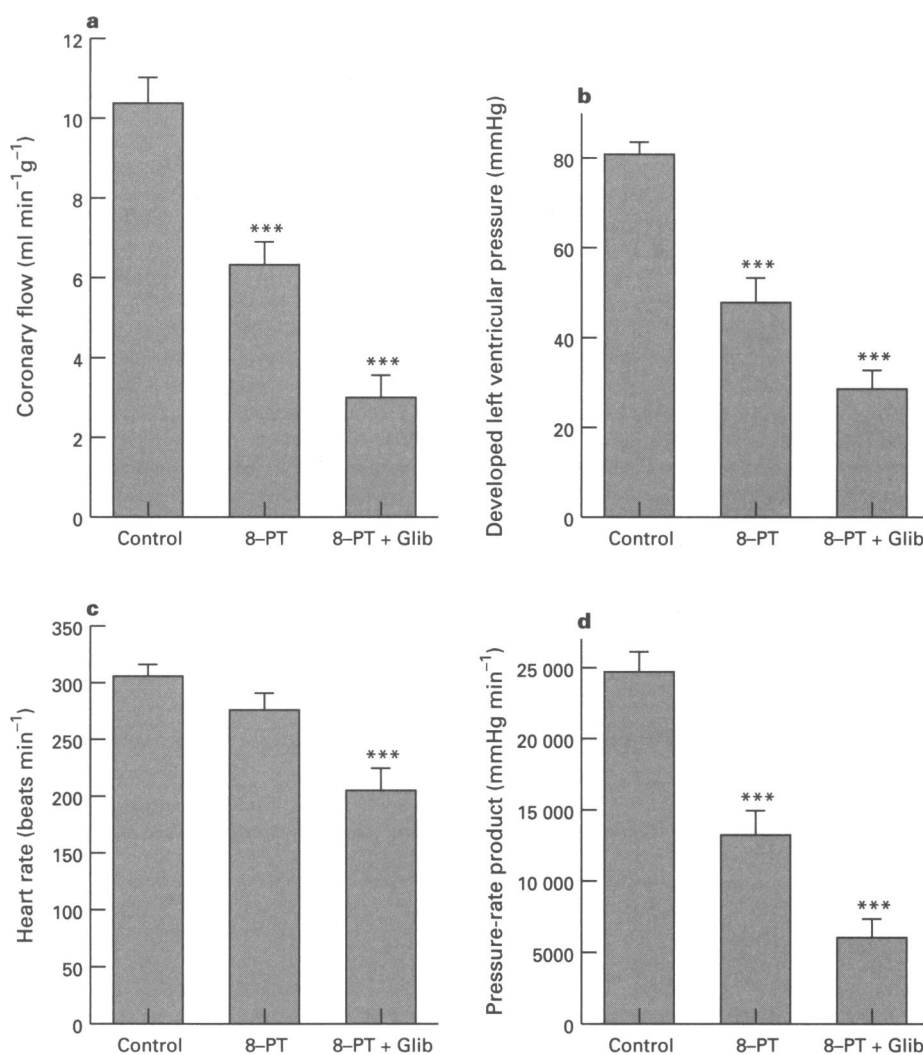 a
12
10
8
6
4
2
0
Coronary flow (ml min⁻¹g⁻¹)
***
***
Control
8–PT
8–PT + Glib
b
80
60
40
20
0
Developed left ventricular pressure (mmHg)
***
***
Control
8–PT
8–PT + Glib
c
350
300
250
200
150
100
50
0
Heart rate (beats min⁻¹)
***
Control
8–PT
8–PT + Glib
d
25 000
20 000
15 000
10 000
5000
0
Pressure-rate product (mmHg min⁻¹)
***
***
Control
8–PT
8–PT + Glib